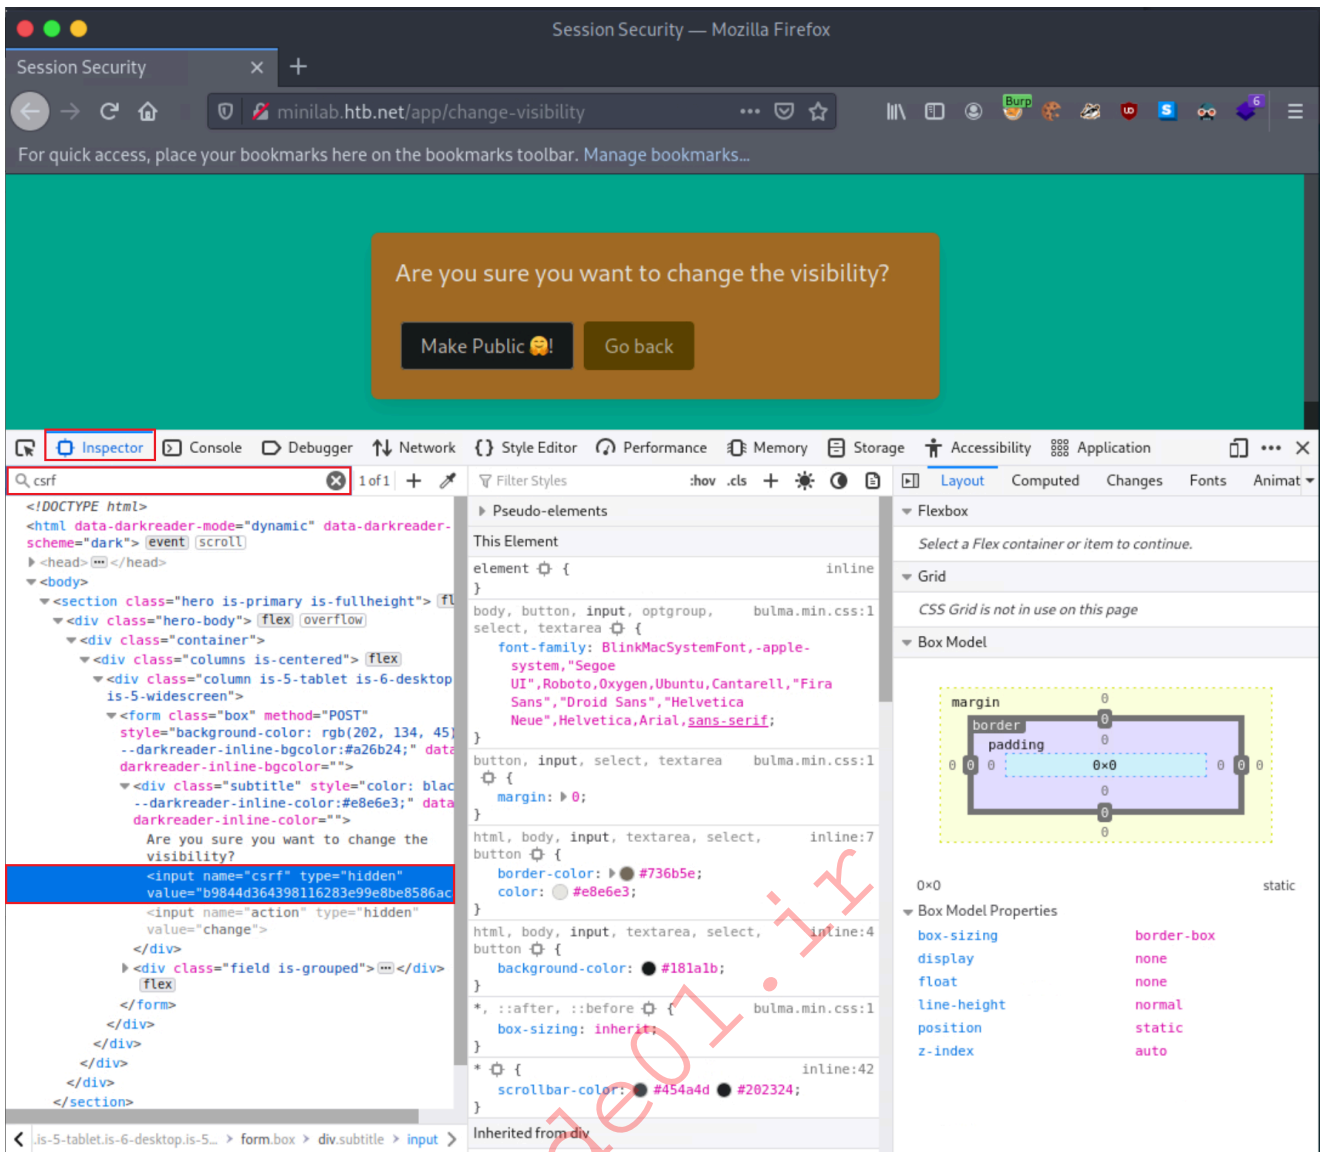 Session Security — Mozilla Firefox
Session Security
minilab.htb.net/app/change-visibility
Burp
6
For quick access, place your bookmarks here on the bookmarks toolbar. Manage bookmarks...
Are you sure you want to change the visibility?
Make Public 🤗!
Go back
Inspector Console Debugger Network {} Style Editor Performance Memory Storage Accessibility Application
csrf
1 of 1
<!DOCTYPE html>
<html data-darkreader-mode="dynamic" data-darkreader-
scheme="dark"> event scroll
<head> ••• </head>
<body>
<section class="hero is-primary is-fullheight"> fl
<div class="hero-body"> flex overflow
<div class="container">
<div class="columns is-centered"> flex
<div class="column is-5-tablet is-6-desktop
is-5-widescreen">
<form class="box" method="POST"
style="background-color: rgb(202, 134, 45)
--darkreader-inline-bgcolor:#a26b24;" data
darkreader-inline-bgcolor="">
<div class="subtitle" style="color: blac
--darkreader-inline-color:#e8e6e3;" data
darkreader-inline-color="">
Are you sure you want to change the
visibility?
<input name="csrf" type="hidden"
value="b9844d364398116283e99e8be8586ac
<input name="action" type="hidden"
value="change">
</div>
<div class="field is-grouped"> ••• </div>
flex
</form>
</div>
</div>
</div>
</div>
</section>
.is-5-tablet.is-6-desktop.is-5... > form.box > div.subtitle > input
Filter Styles
:hov .cls
Pseudo-elements
This Element
element { inline
}
body, button, input, optgroup, bulma.min.css:1
select, textarea {
font-family: BlinkMacSystemFont,-apple-
system,"Segoe
UI",Roboto,Oxygen,Ubuntu,Cantarell,"Fira
Sans","Droid Sans","Helvetica
Neue",Helvetica,Arial,sans-serif;
}
button, input, select, textarea bulma.min.css:1
{
margin: 0;
}
html, body, input, textarea, select, inline:7
button {
border-color: #736b5e;
color: #e8e6e3;
}
html, body, input, textarea, select, inline:4
button {
background-color: #181a1b;
}
*, ::after, ::before { bulma.min.css:1
box-sizing: inherit;
}
* { inline:42
scrollbar-color: #454a4d #202324;
}
Inherited from div
Layout Computed Changes Fonts Animat
Flexbox
Select a Flex container or item to continue.
Grid
CSS Grid is not in use on this page
Box Model
margin 0
border 0
padding 0
0 0 0 0×0 0 0 0
0
0
0
0×0 static
Box Model Properties
box-sizing border-box
display none
float none
line-height normal
position static
z-index auto
de01.ir